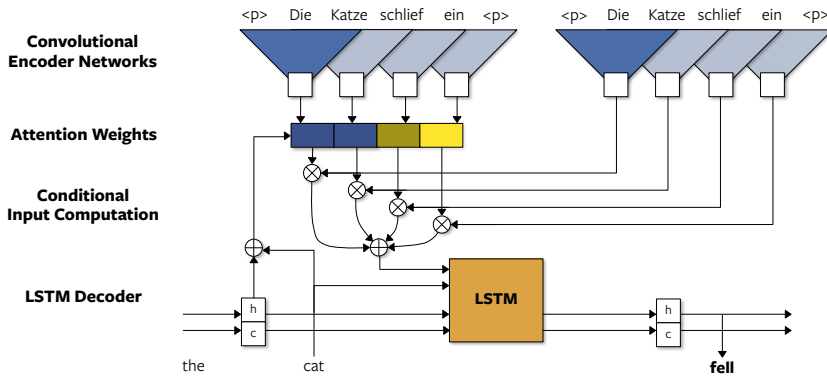 <p> Die Katze schlief ein <p>
<p> Die Katze schlief ein <p>
Convolutional
Encoder Networks
Attention Weights
Conditional
Input Computation
LSTM Decoder
LSTM
h
c
h
c
the
cat
fell